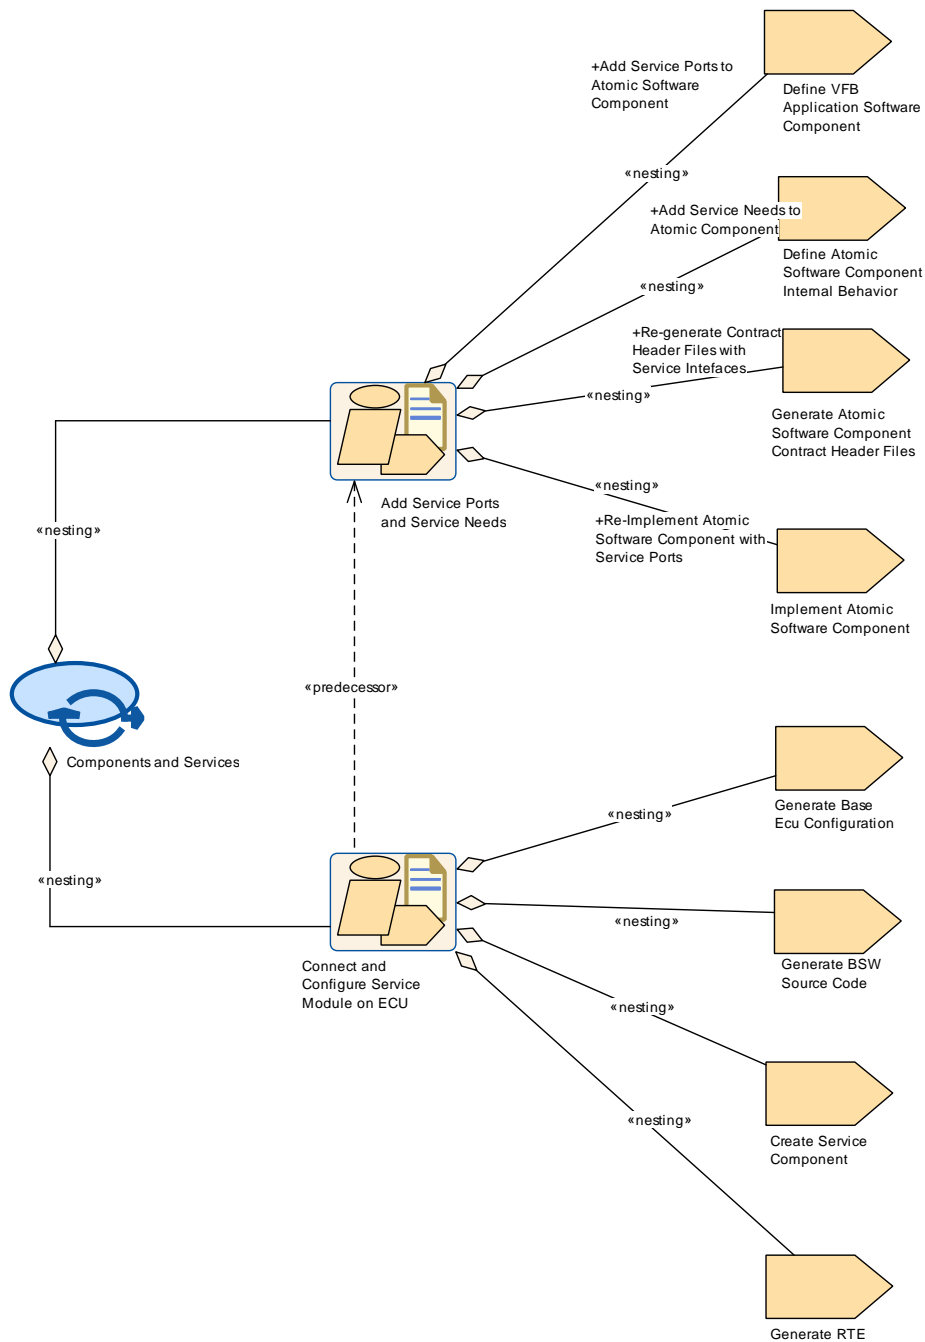 +Add Service Ports to
Atomic Software
Component
Define VFB
Application Software
Component
«nesting»
+Add Service Needs to
Atomic Component
Define Atomic
Software Component
Internal Behavior
«nesting»
+Re-generate Contract
Header Files with
Service Intefaces
«nesting»
Generate Atomic
Software Component
Contract Header Files
«nesting»
Add Service Ports
and Service Needs
+Re-Implement Atomic
Software Component with
Service Ports
«nesting»
Implement Atomic
Software Component
«predecessor»
Components and Services
Generate Base
Ecu Configuration
«nesting»
«nesting»
«nesting»
Generate BSW
Source Code
Connect and
Configure Service
Module on ECU
«nesting»
«nesting»
Create Service
Component
Generate RTE